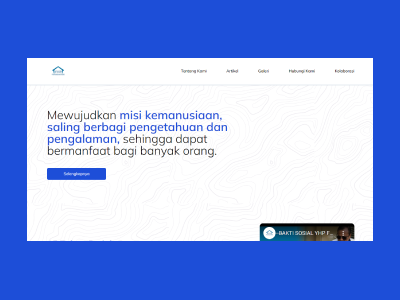 Tentang Kami Artikel Galeri Hubungi Kami Kolaborasi
Mewujudkan misi kemanusiaan,
saling berbagi pengetahuan dan
pengalaman, sehingga dapat
bermanfaat bagi banyak orang.
Selengkapnya
BAKTI SOSIAL YHP F...